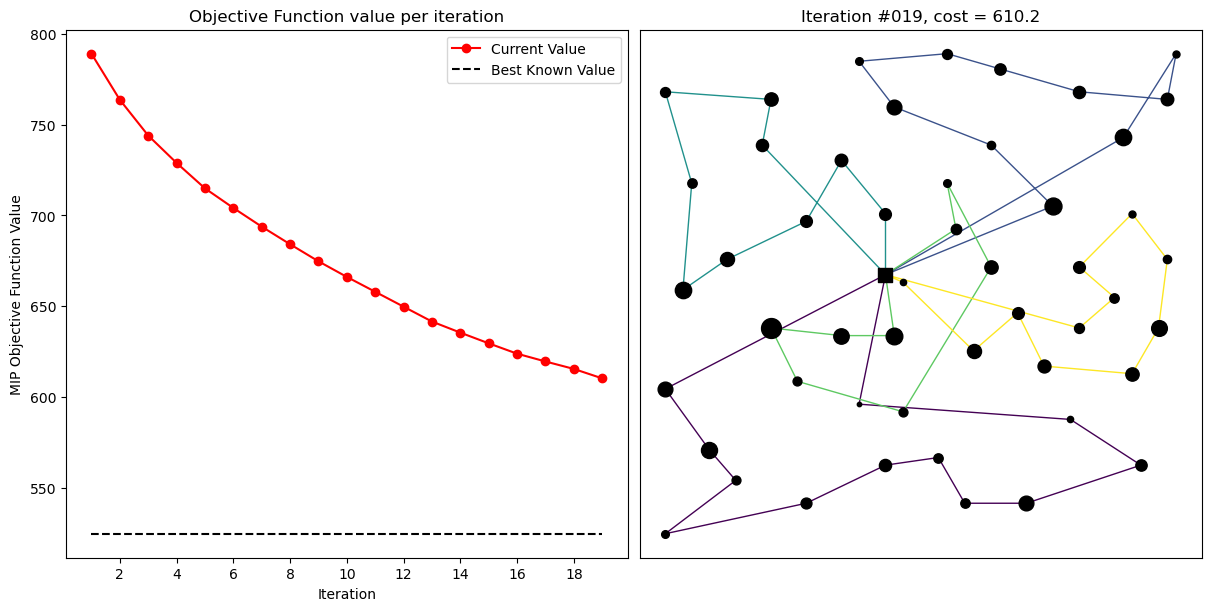 Objective Function value per iteration
Current Value
Best Known Value
MIP Objective Function Value
800
750
700
650
600
550
2 4 6 8 10 12 14 16 18
Iteration
Iteration #019, cost = 610.2